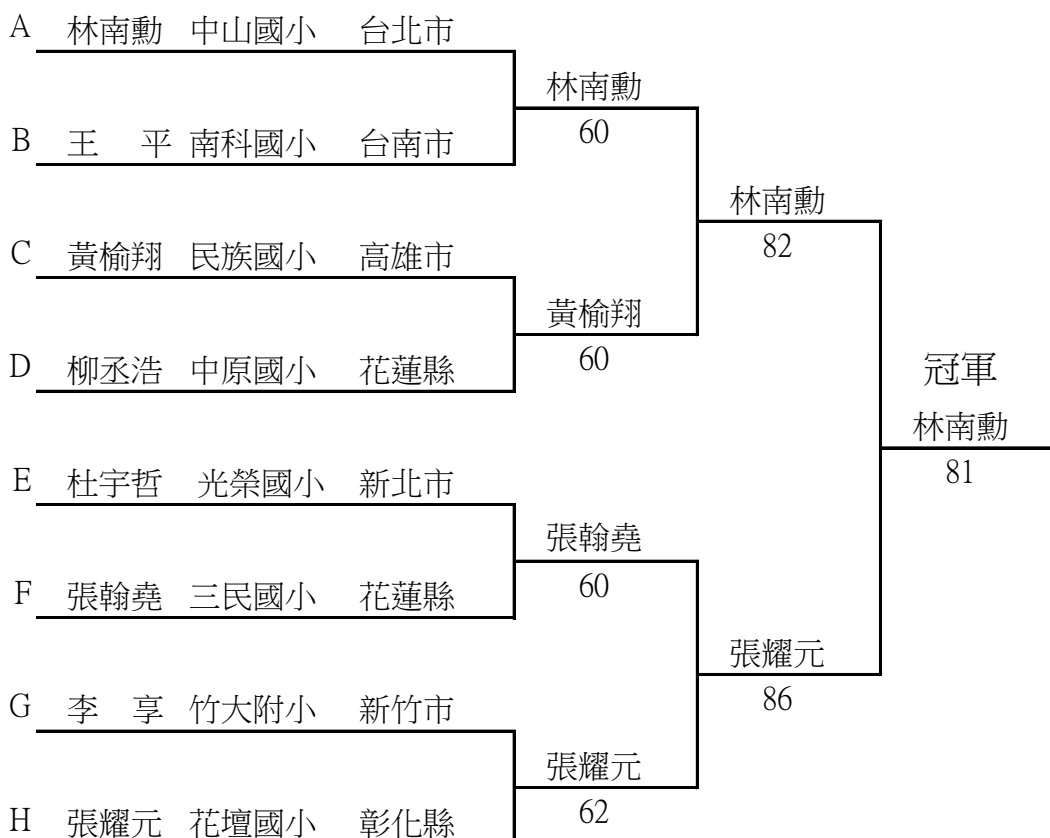 A 林南勳 中山國小 台北市
林南勳
60
B 王 平 南科國小 台南市
林南勳
82
C 黃榆翔 民族國小 高雄市
黃榆翔
60
D 柳丞浩 中原國小 花蓮縣
冠軍
林南勳
81
E 杜宇哲 光榮國小 新北市
張翰堯
60
F 張翰堯 三民國小 花蓮縣
張耀元
86
G 李 享 竹大附小 新竹市
張耀元
62
H 張耀元 花壇國小 彰化縣